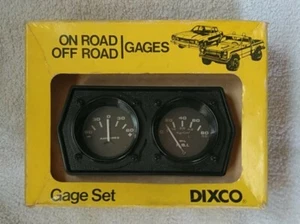 ON ROAD
OFF ROAD
GAGES
Gage Set
DIXCO